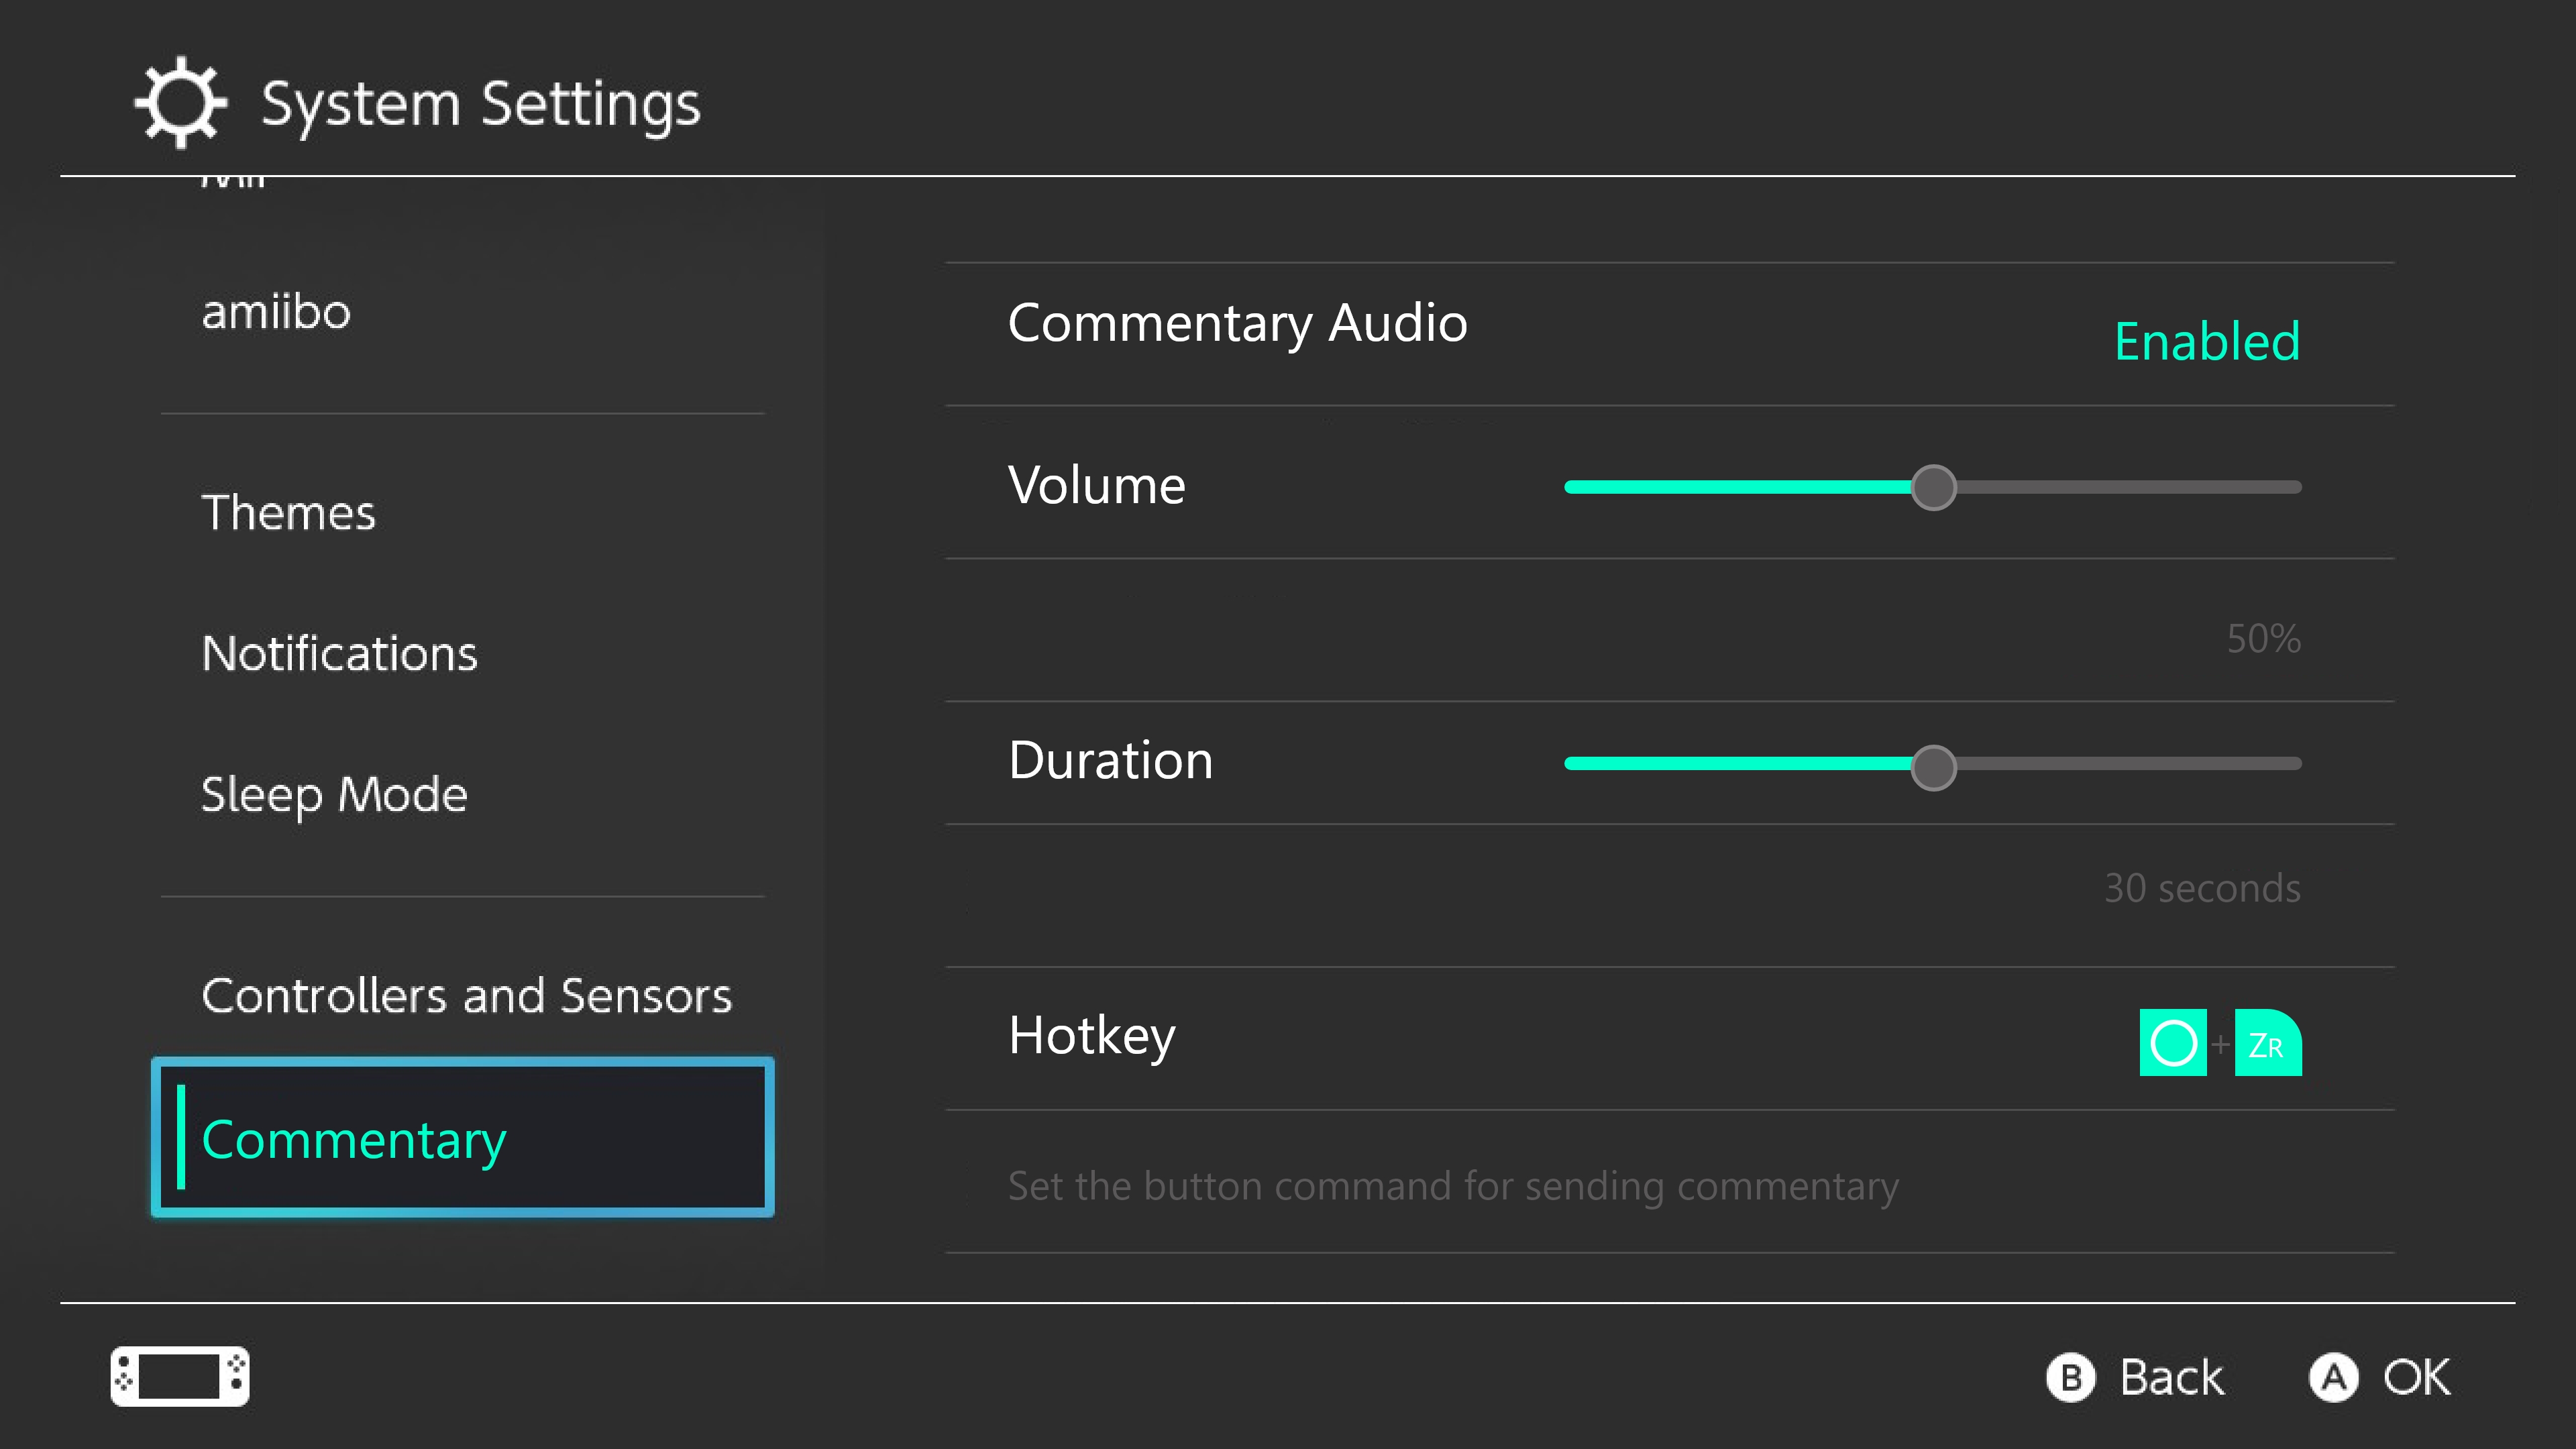 System Settings
Mii
amiibo
Themes
Notifications
Sleep Mode
Controllers and Sensors
Commentary
Commentary Audio
Enabled
Volume
50%
Duration
30 seconds
Hotkey
+ ZR
Set the button command for sending commentary
B Back A OK